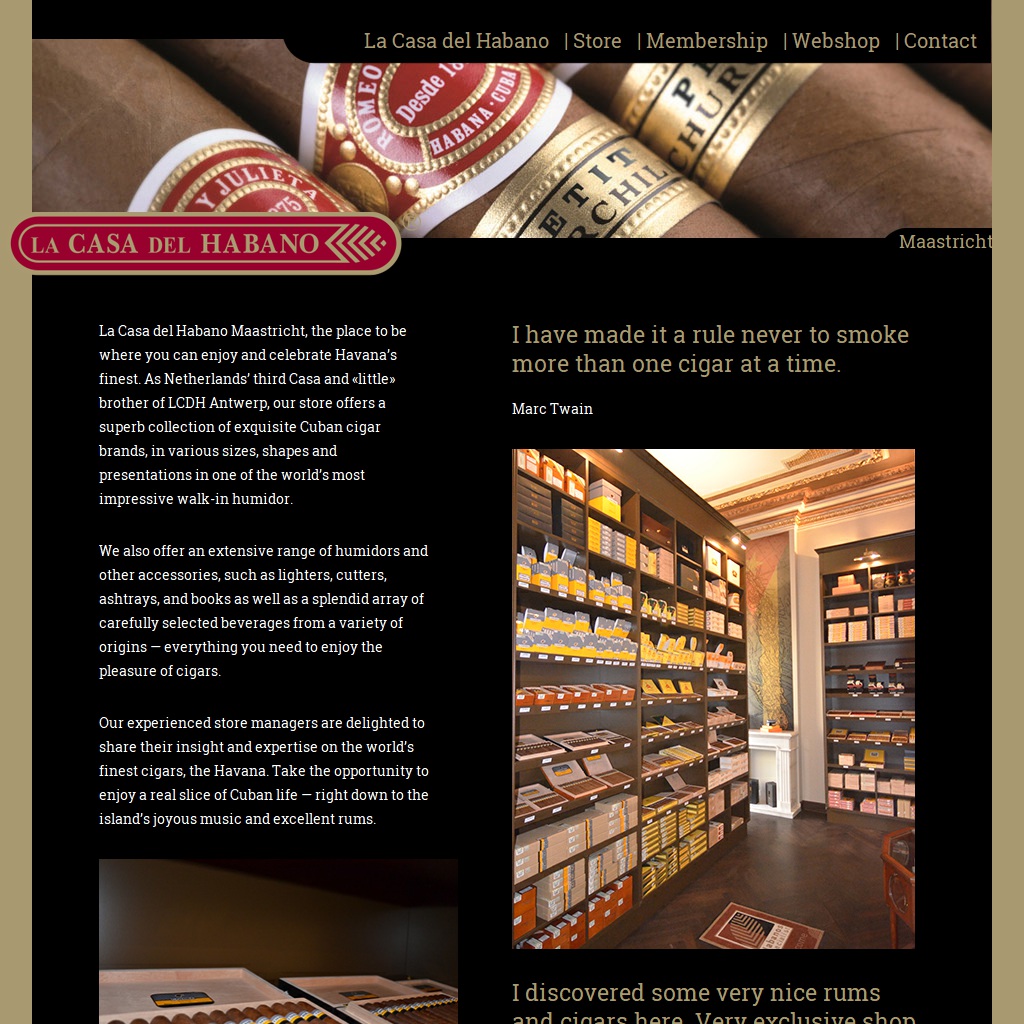 La Casa del Habano | Store | Membership | Webshop | Contact
ROMEO
Desde 18
HABANA · CUBA
Y JULIETA
PETIT
CHURCHIL
LA CASA DEL HABANO
Maastricht
La Casa del Habano Maastricht, the place to be
where you can enjoy and celebrate Havana’s
finest. As Netherlands’ third Casa and «little»
brother of LCDH Antwerp, our store offers a
superb collection of exquisite Cuban cigar
brands, in various sizes, shapes and
presentations in one of the world’s most
impressive walk-in humidor.
We also offer an extensive range of humidors and
other accessories, such as lighters, cutters,
ashtrays, and books as well as a splendid array of
carefully selected beverages from a variety of
origins — everything you need to enjoy the
pleasure of cigars.
Our experienced store managers are delighted to
share their insight and expertise on the world’s
finest cigars, the Havana. Take the opportunity to
enjoy a real slice of Cuban life — right down to the
island’s joyous music and excellent rums.
I have made it a rule never to smoke
more than one cigar at a time.
Marc Twain
habanos
I discovered some very nice rums
and cigars here. Very exclusive shop